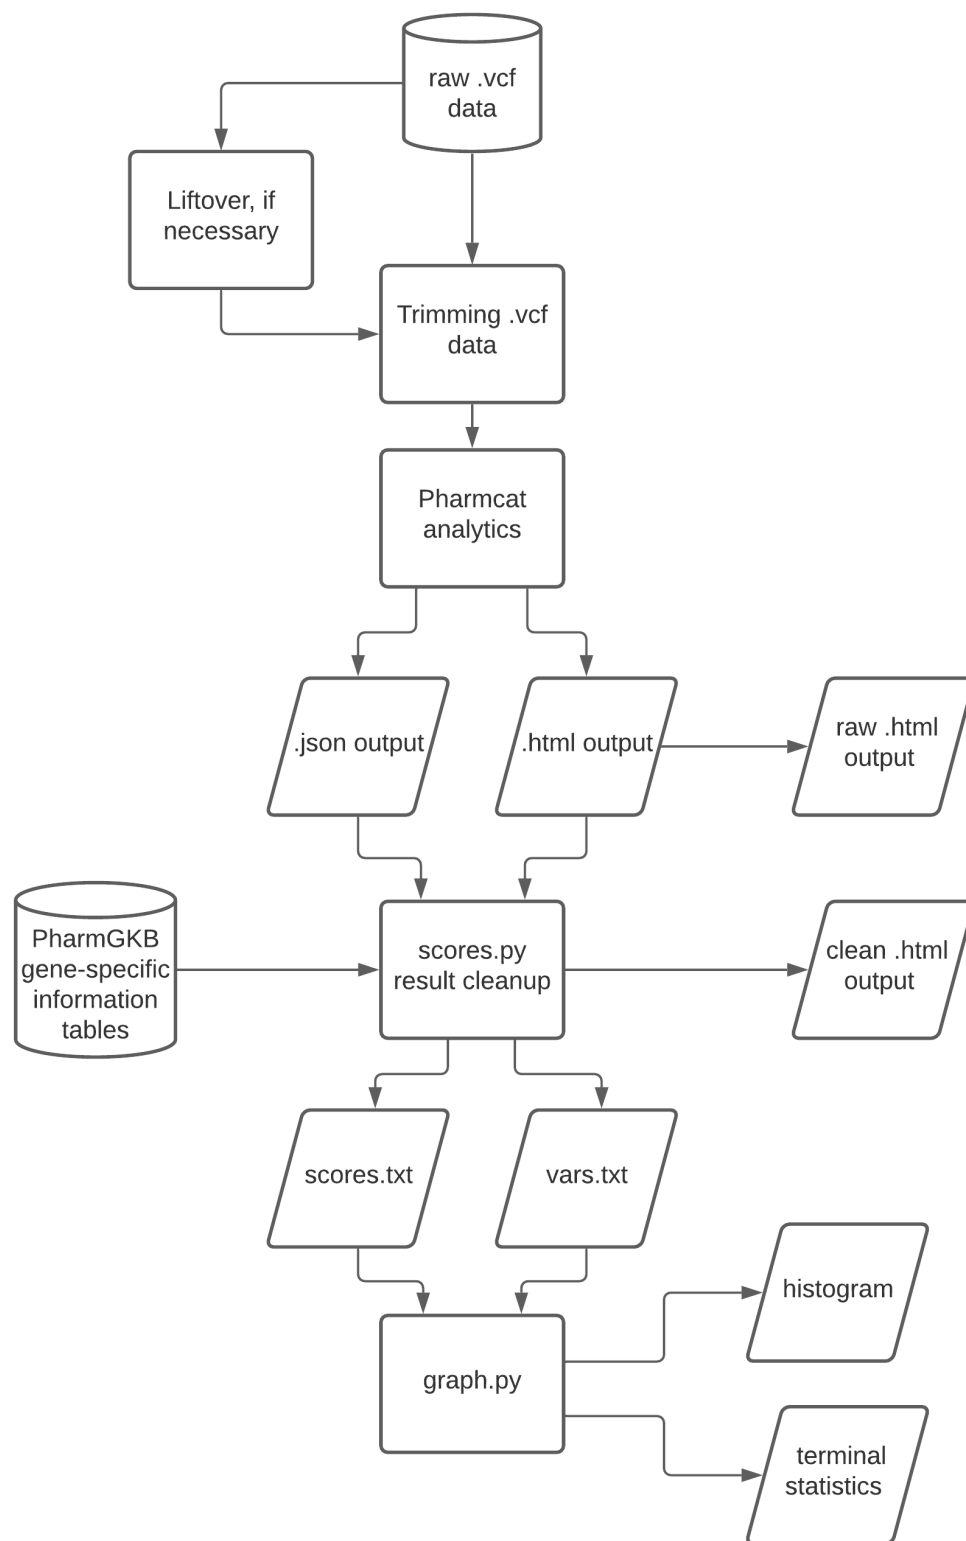 raw .vcf
data
Liftover, if
necessary
Trimming .vcf
data
Pharmcat
analytics
.json output
.html output
raw .html
output
PharmGKB
gene-specific
information
tables
scores.py
result cleanup
clean .html
output
scores.txt
vars.txt
histogram
graph.py
terminal
statistics